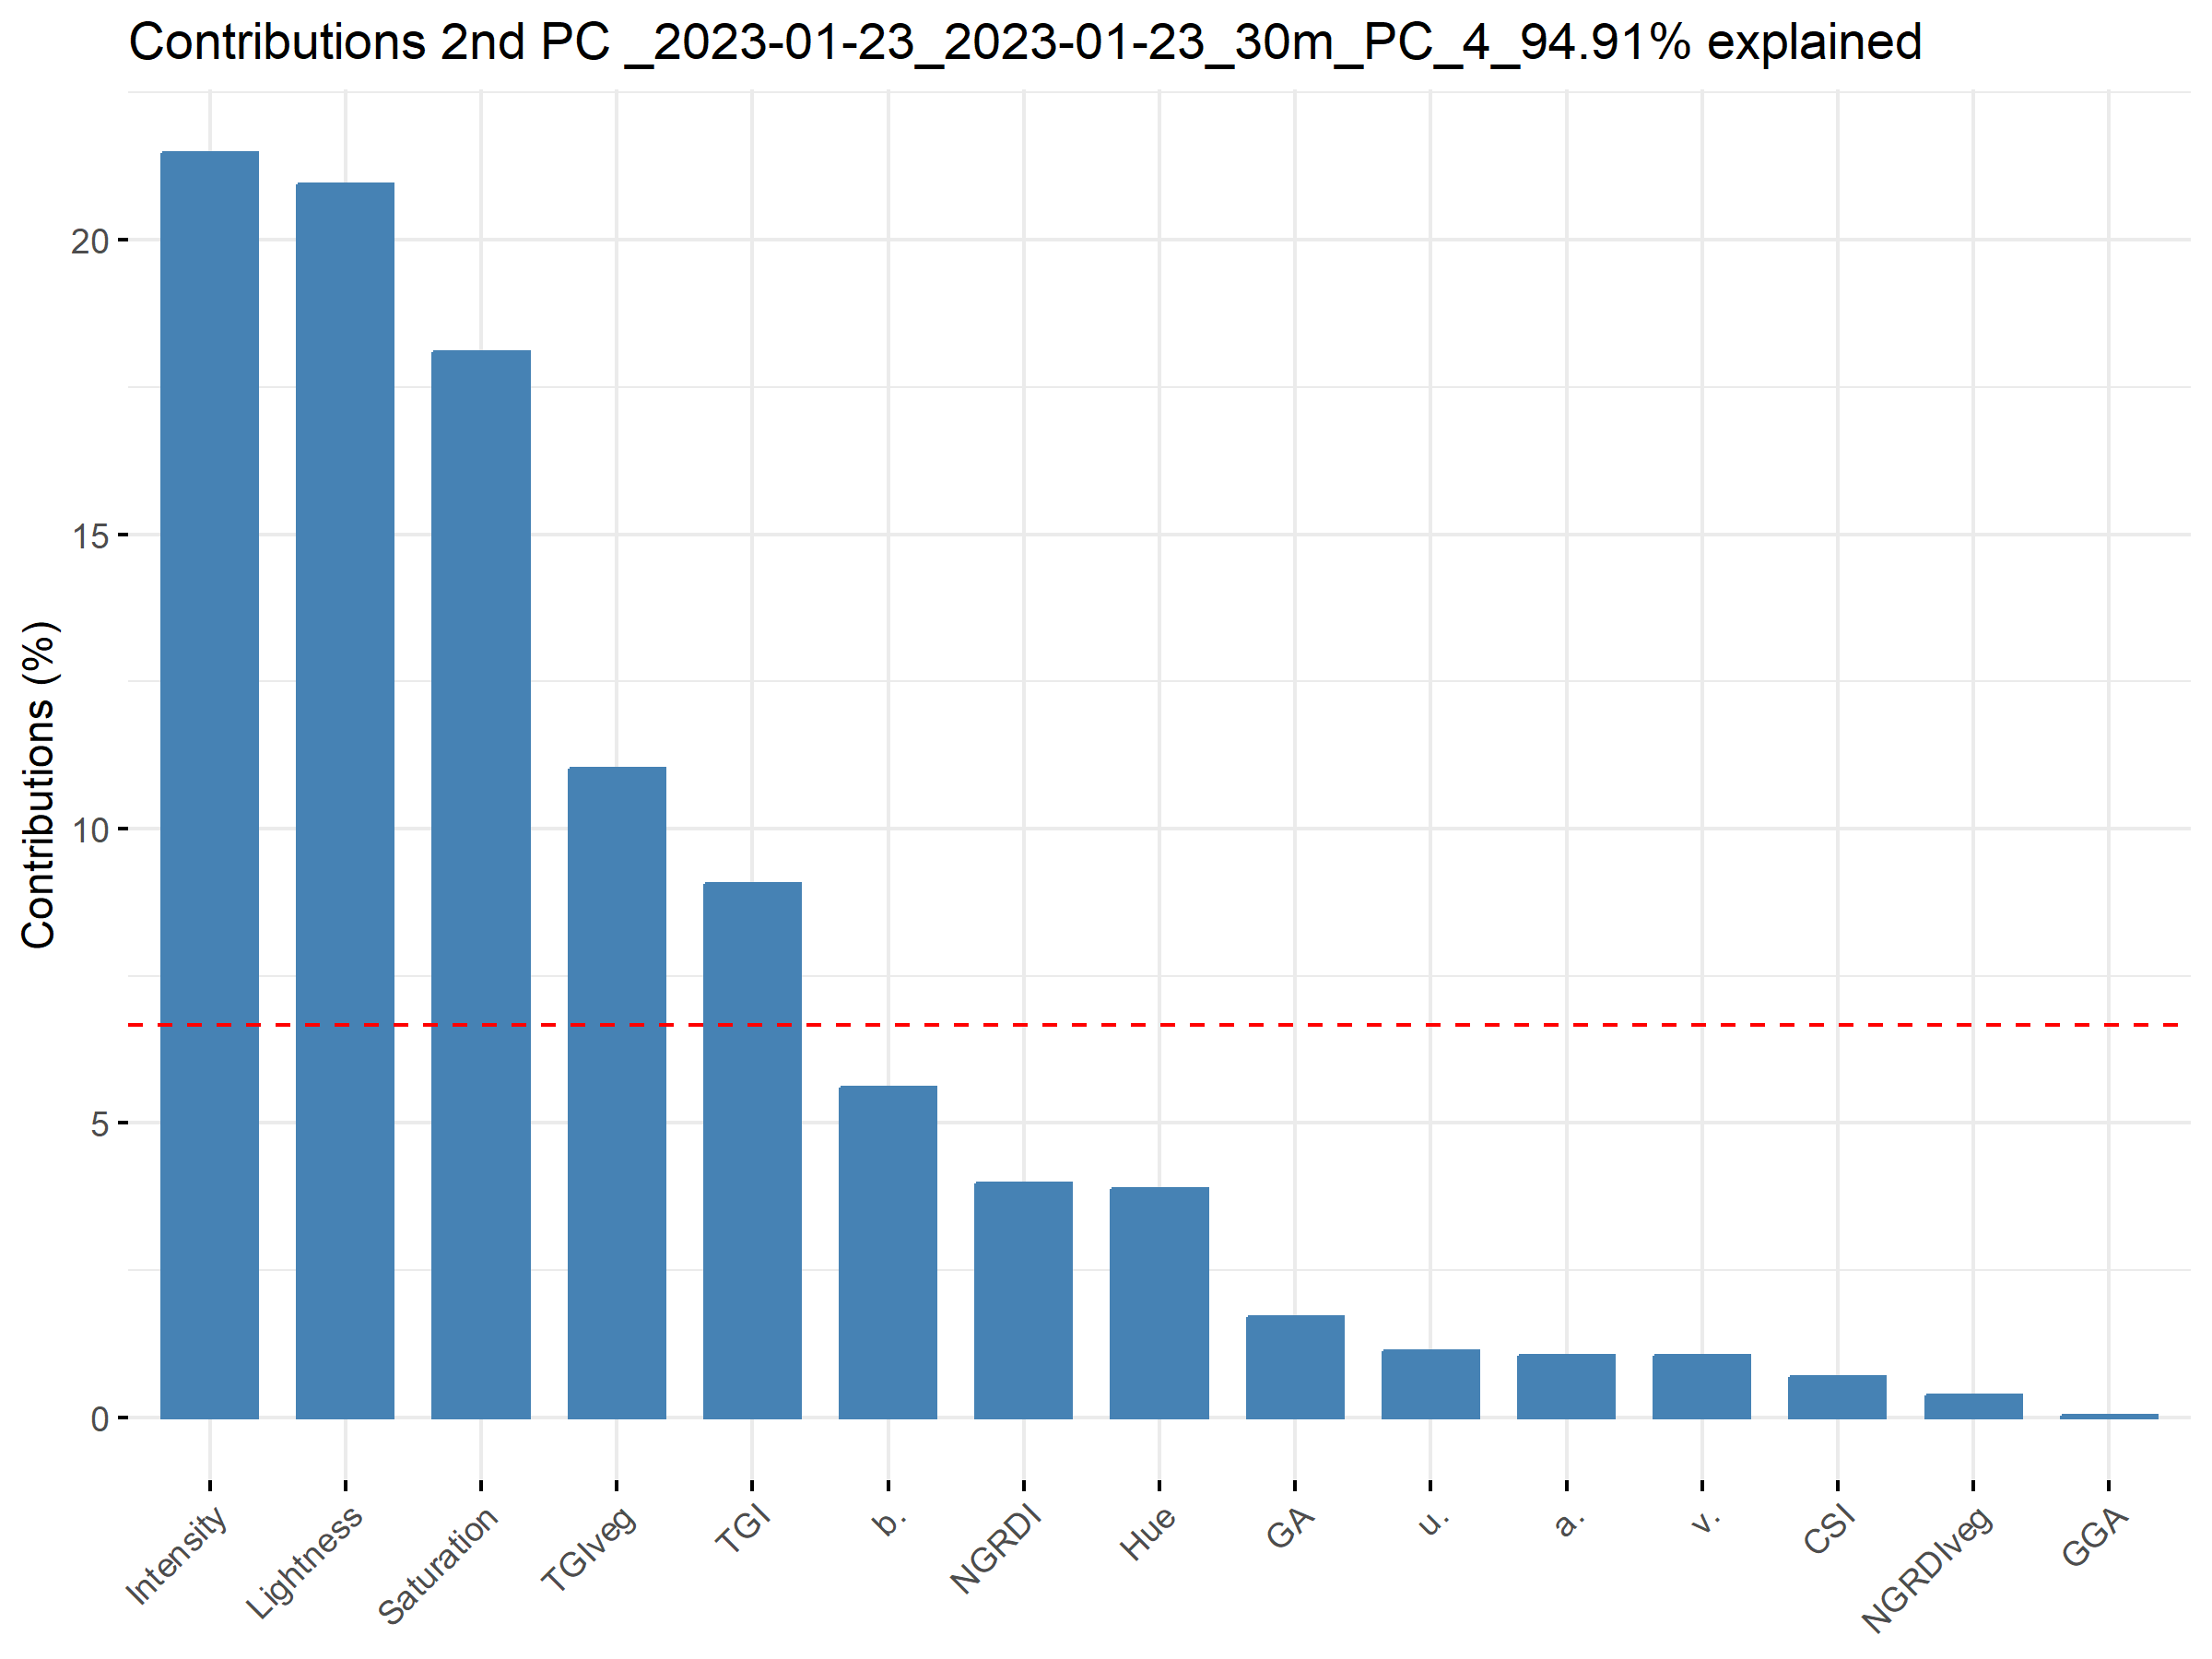 Contributions 2nd PC _2023-01-23_2023-01-23_30m_PC_4_94.91% explained
Contributions (%)
20
15
10
5
0
Intensity
Lightness
Saturation
TGIveg
TGI
b.
NGRDI
Hue
GA
u.
a.
v.
CSI
NGRDIveg
GGA